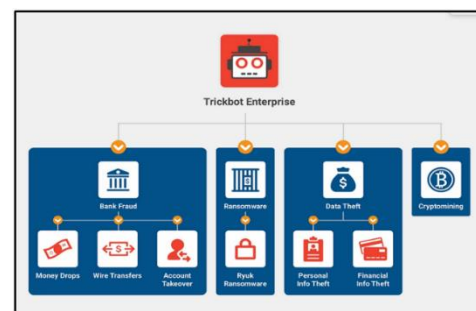 Trickbot Enterprise
Bank Fraud
Ransomware
Data Theft
Cryptomining
Money Drops
Wire Transfers
Account
Takeover
Ryuk
Ransomware
Personal
Info Theft
Financial
Info Theft